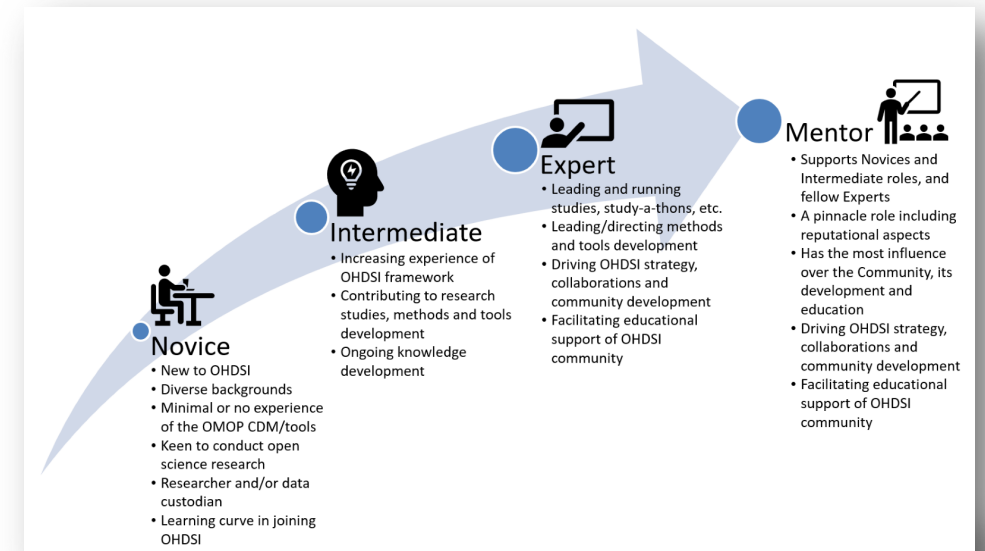 Novice
• New to OHDSI
• Diverse backgrounds
• Minimal or no experience
of the OMOP CDM/tools
• Keen to conduct open
science research
• Researcher and/or data
custodian
• Learning curve in joining
OHDSI
Intermediate
• Increasing experience of
OHDSI framework
• Contributing to research
studies, methods and tools
development
• Ongoing knowledge
development
Expert
• Leading and running
studies, study-a-thons, etc.
• Leading/directing methods
and tools development
• Driving OHDSI strategy,
collaborations and
community development
• Facilitating educational
support of OHDSI
community
Mentor
• Supports Novices and
Intermediate roles, and
fellow Experts
• A pinnacle role including
reputational aspects
• Has the most influence
over the Community, its
development and
education
• Driving OHDSI strategy,
collaborations and
community development
• Facilitating educational
support of OHDSI
community